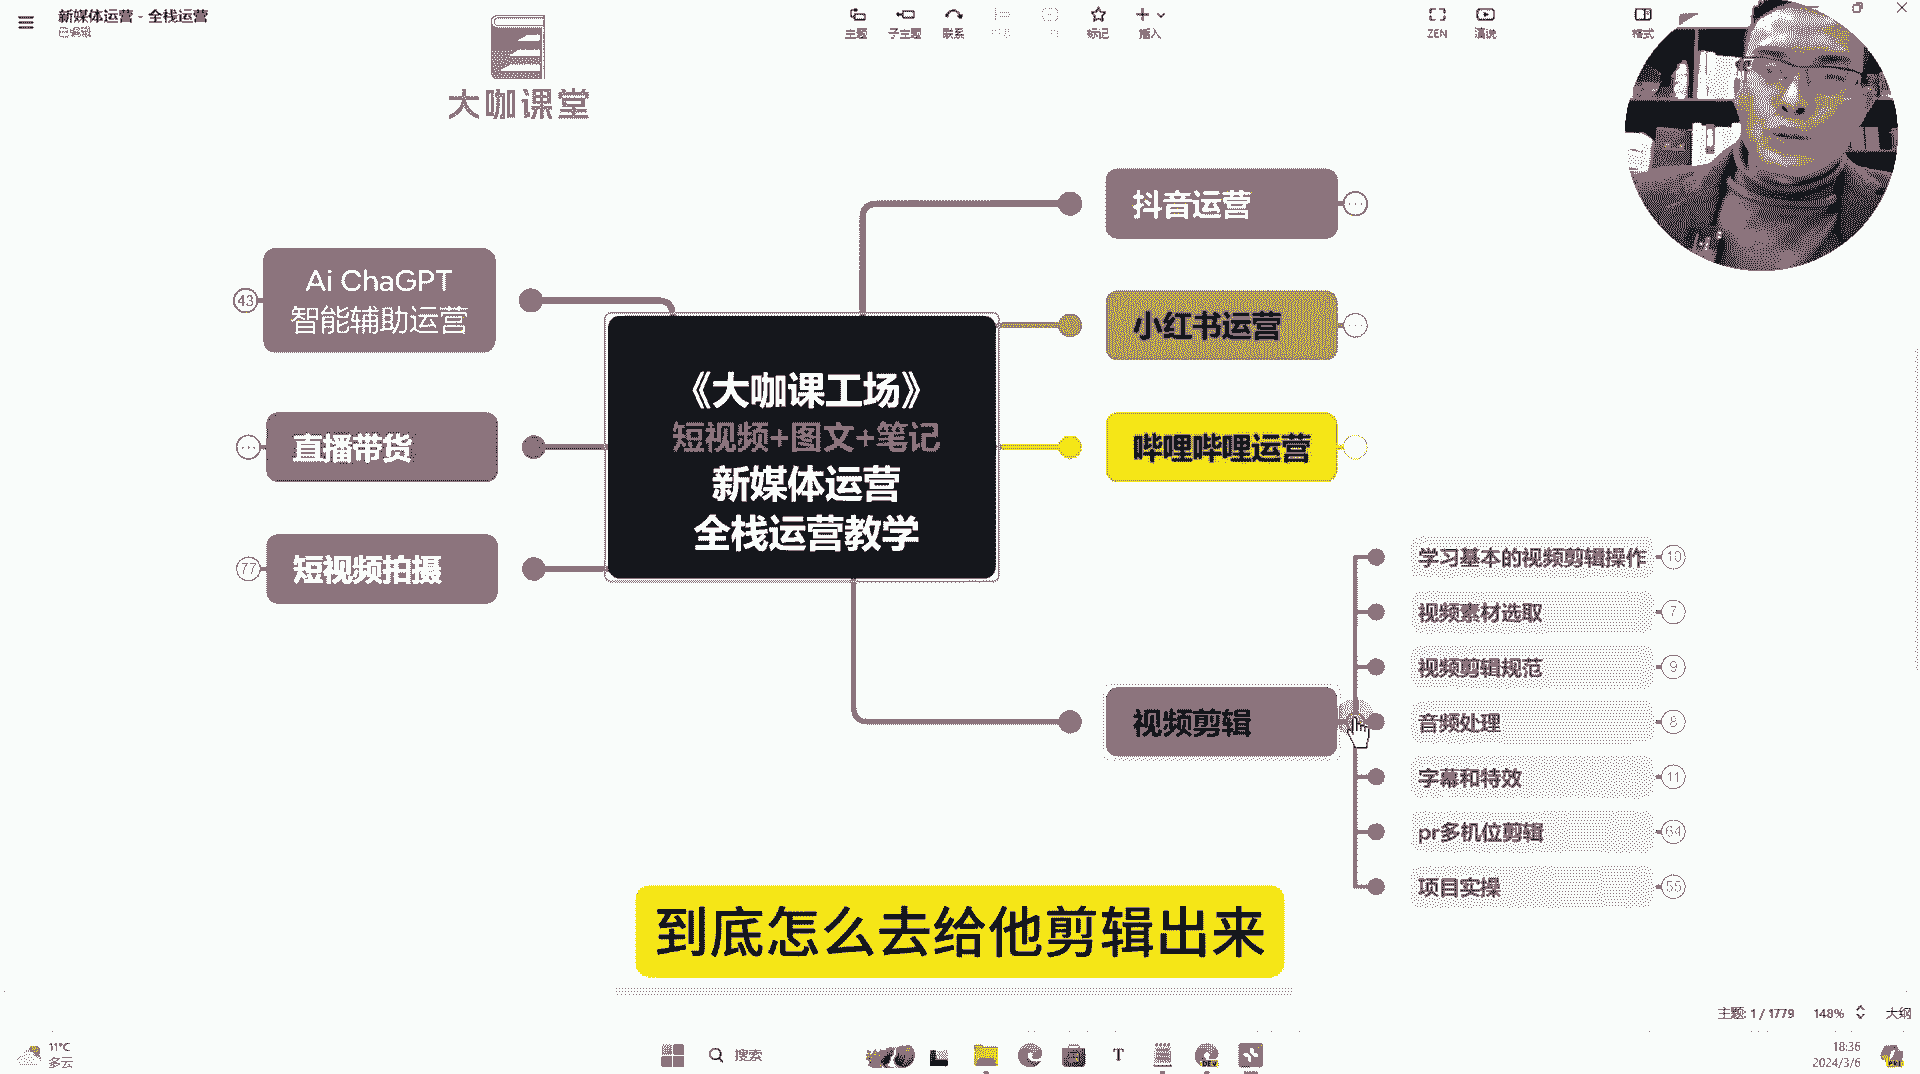 新媒体运营 - 全栈运营
已编辑
主题
子主题
联系
标记
插入
ZEN
演说
格式
大咖课堂
抖音运营
小红书运营
哔哩哔哩运营
Ai ChaGPT
智能辅助运营
43
直播带货
短视频拍摄
77
《大咖课工场》
短视频+图文+笔记
新媒体运营
全栈运营教学
视频剪辑
学习基本的视频剪辑操作
10
视频素材选取
7
视频剪辑规范
9
音频处理
8
字幕和特效
11
pr多机位剪辑
64
项目实操
55
到底怎么去给他剪辑出来
主题: 1 / 1779
148%
大纲
11°C
多云
搜索
T
DEV
18:36
2024/3/6